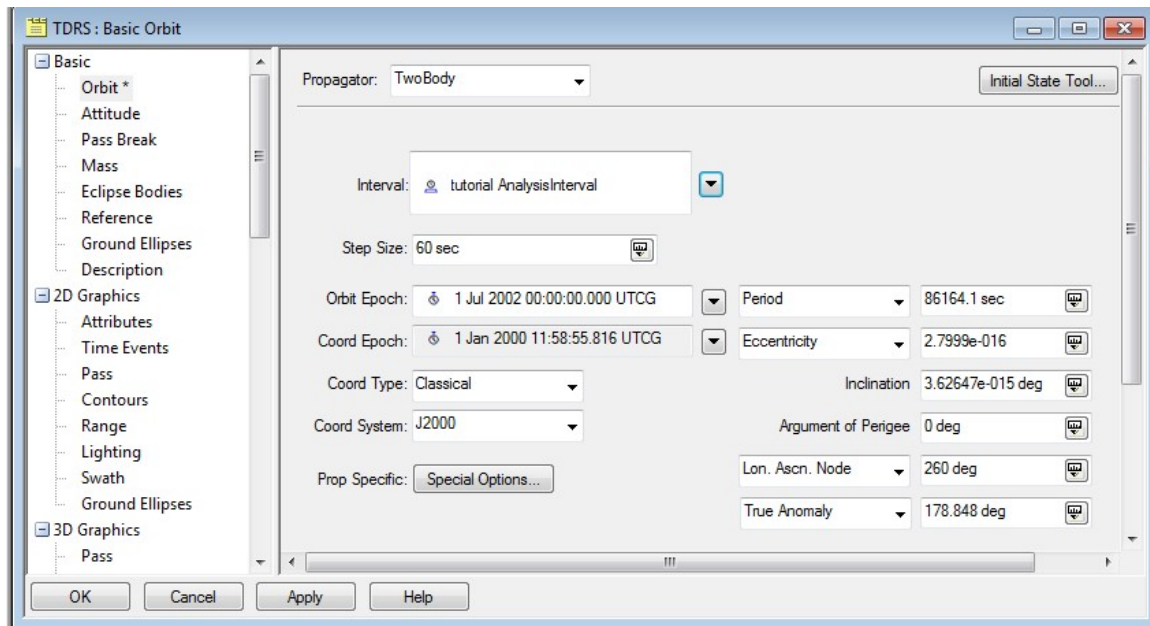 TDRS : Basic Orbit
Basic
Orbit *
Attitude
Pass Break
Mass
Eclipse Bodies
Reference
Ground Ellipses
Description
2D Graphics
Attributes
Time Events
Pass
Contours
Range
Lighting
Swath
Ground Ellipses
3D Graphics
Pass
Propagator: TwoBody
Initial State Tool...
Interval: tutorial AnalysisInterval
Step Size: 60 sec
Orbit Epoch: 1 Jul 2002 00:00:00.000 UTCG Period 86164.1 sec
Coord Epoch: 1 Jan 2000 11:58:55.816 UTCG Eccentricity 2.7999e-016
Coord Type: Classical Inclination 3.62647e-015 deg
Coord System: J2000 Argument of Perigee 0 deg
Prop Specific: Special Options... Lon. Ascn. Node 260 deg
True Anomaly 178.848 deg
OK Cancel Apply Help